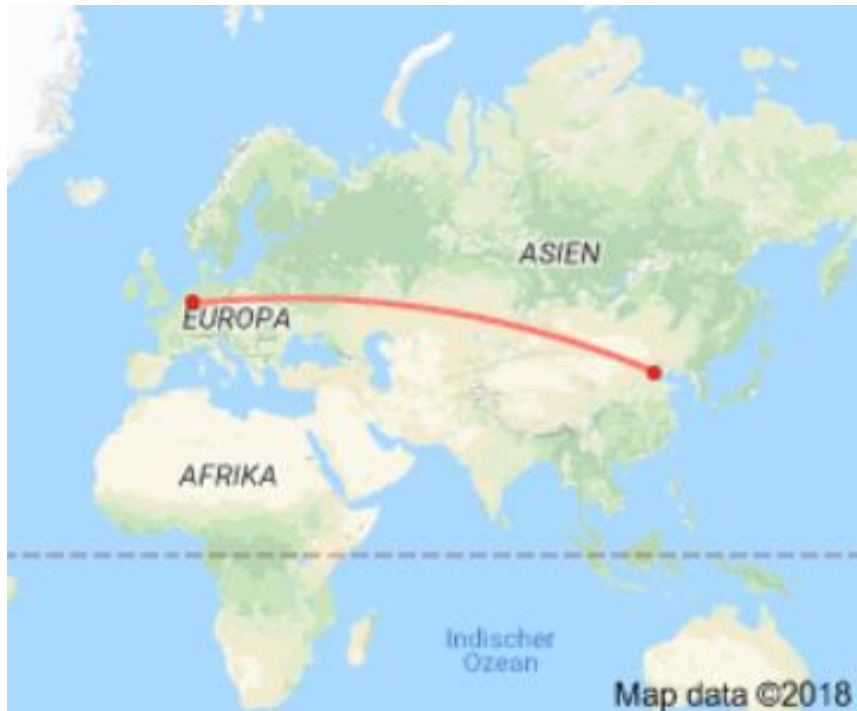 ASIEN
EUROPA
AFRIKA
Indischer
Ozean
Map data ©2018